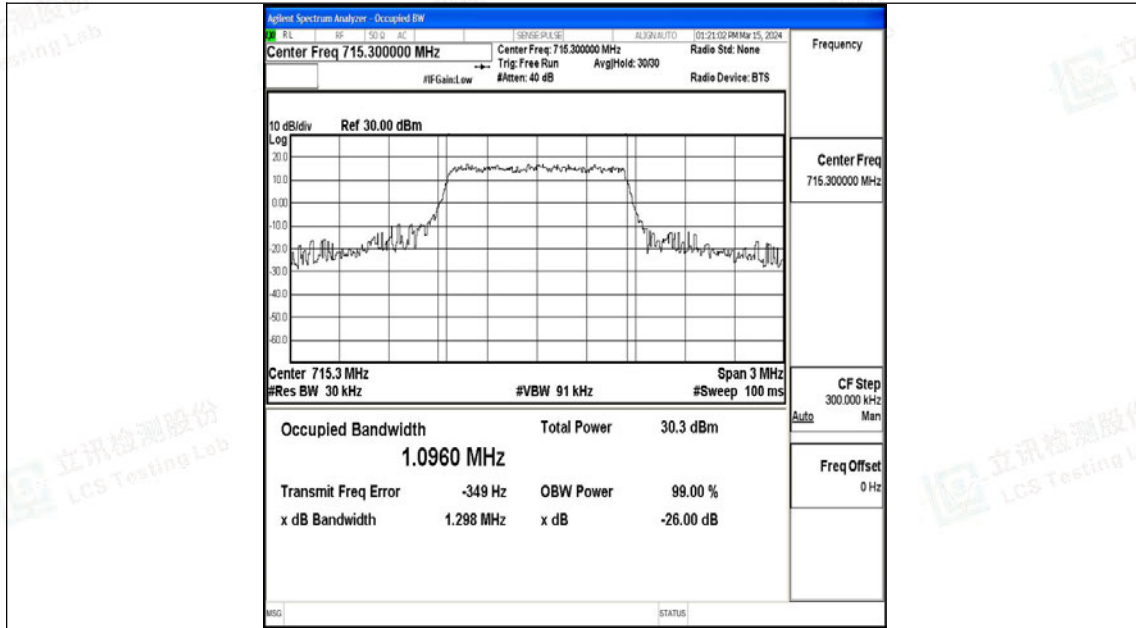 Agilent Spectrum Analyzer - Occupied BW
RL RF 50 Ω AC SENSE:PULSE ALIGNAUTO 01:21:02 PM Mar 15, 2024
Center Freq 715.300000 MHz
Center Freq: 715.300000 MHz
Radio Std: None
Trig: Free Run Avg|Hold: 30/30
#IFGain:Low
#Atten: 40 dB
Radio Device: BTS
Frequency
10 dB/div Ref 30.00 dBm
Log
20.0
10.0
0.00
-10.0
-20.0
-30.0
-40.0
-50.0
-60.0
Center 715.3 MHz Span 3 MHz
#Res BW 30 kHz #VBW 91 kHz #Sweep 100 ms
Center Freq
715.300000 MHz
CF Step
300.000 kHz
Auto Man
Freq Offset
0 Hz
Occupied Bandwidth Total Power 30.3 dBm
1.0960 MHz
Transmit Freq Error -349 Hz OBW Power 99.00 %
x dB Bandwidth 1.298 MHz x dB -26.00 dB
MSG STATUS
立讯检测股份
LCS Testing Lab
立讯检测股份
LCS Testing L